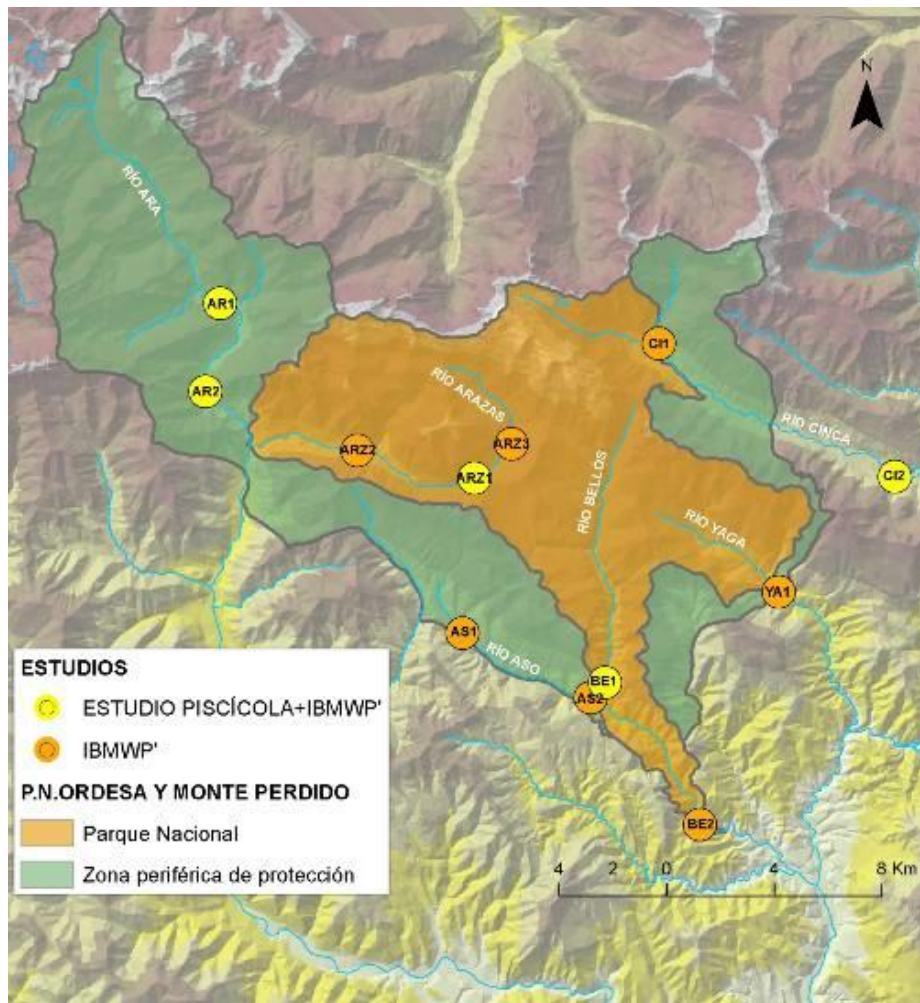 N
RÍO ARA
AR1
CI1
RÍO ARAZAS
AR2
RÍO CINCA
ARZ3
ARZ2
ARZ1
CI2
RÍO BELLOS
RÍO YAGA
YA1
AS1
RÍO ASO
BE1
AS2
BE2
ESTUDIOS
ESTUDIO PISCÍCOLA+IBMWP'
IBMWP'
P.N.ORDESA Y MONTE PERDIDO
Parque Nacional
Zona periférica de protección
4 2 0 4 8 Km